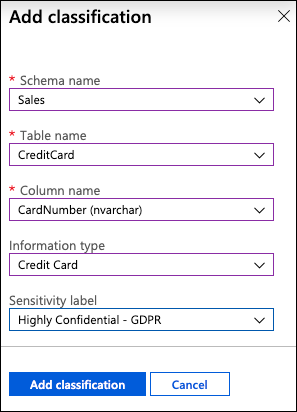 Add classification
* Schema name
Sales
* Table name
CreditCard
* Column name
CardNumber (nvarchar)
Information type
Credit Card
Sensitivity label
Highly Confidential - GDPR
Add classification Cancel